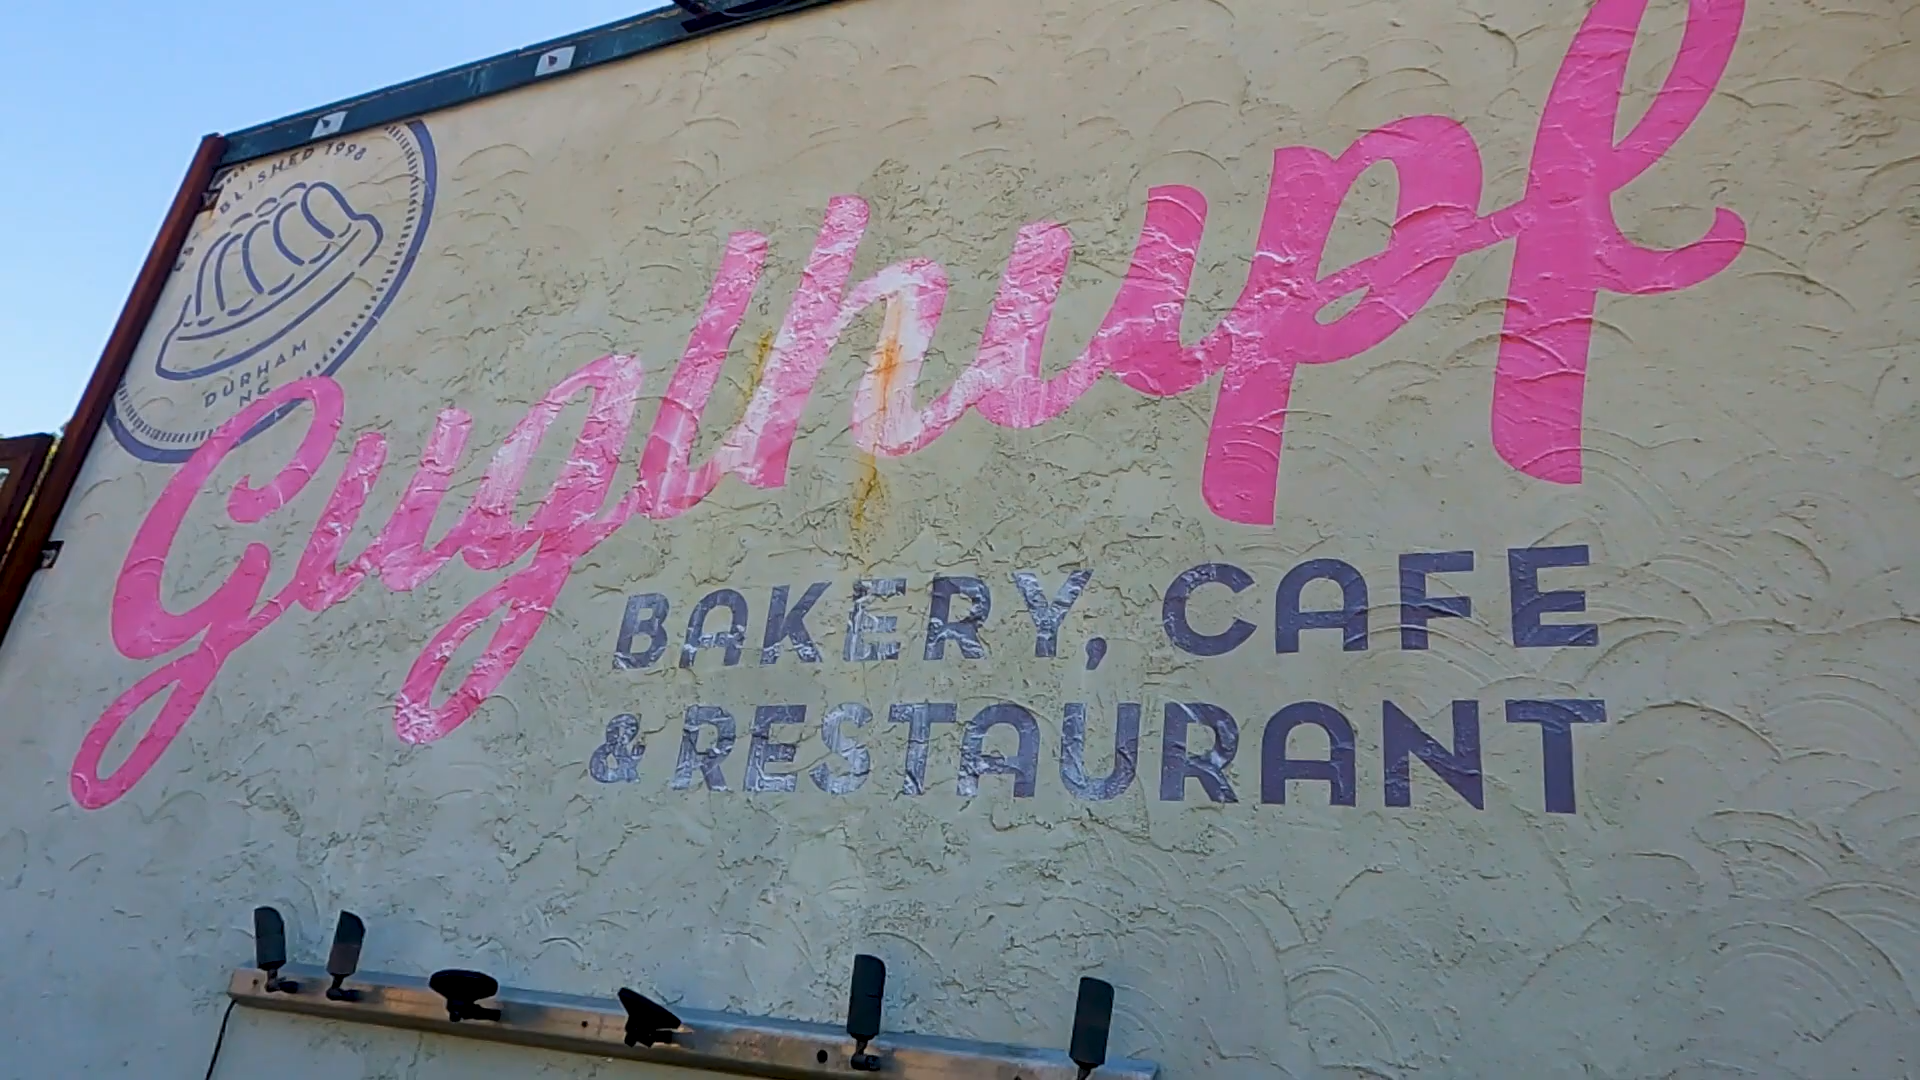 ESTABLISHED 1998
DURHAM
NC
Guglhupf
BAKERY, CAFE
& RESTAURANT